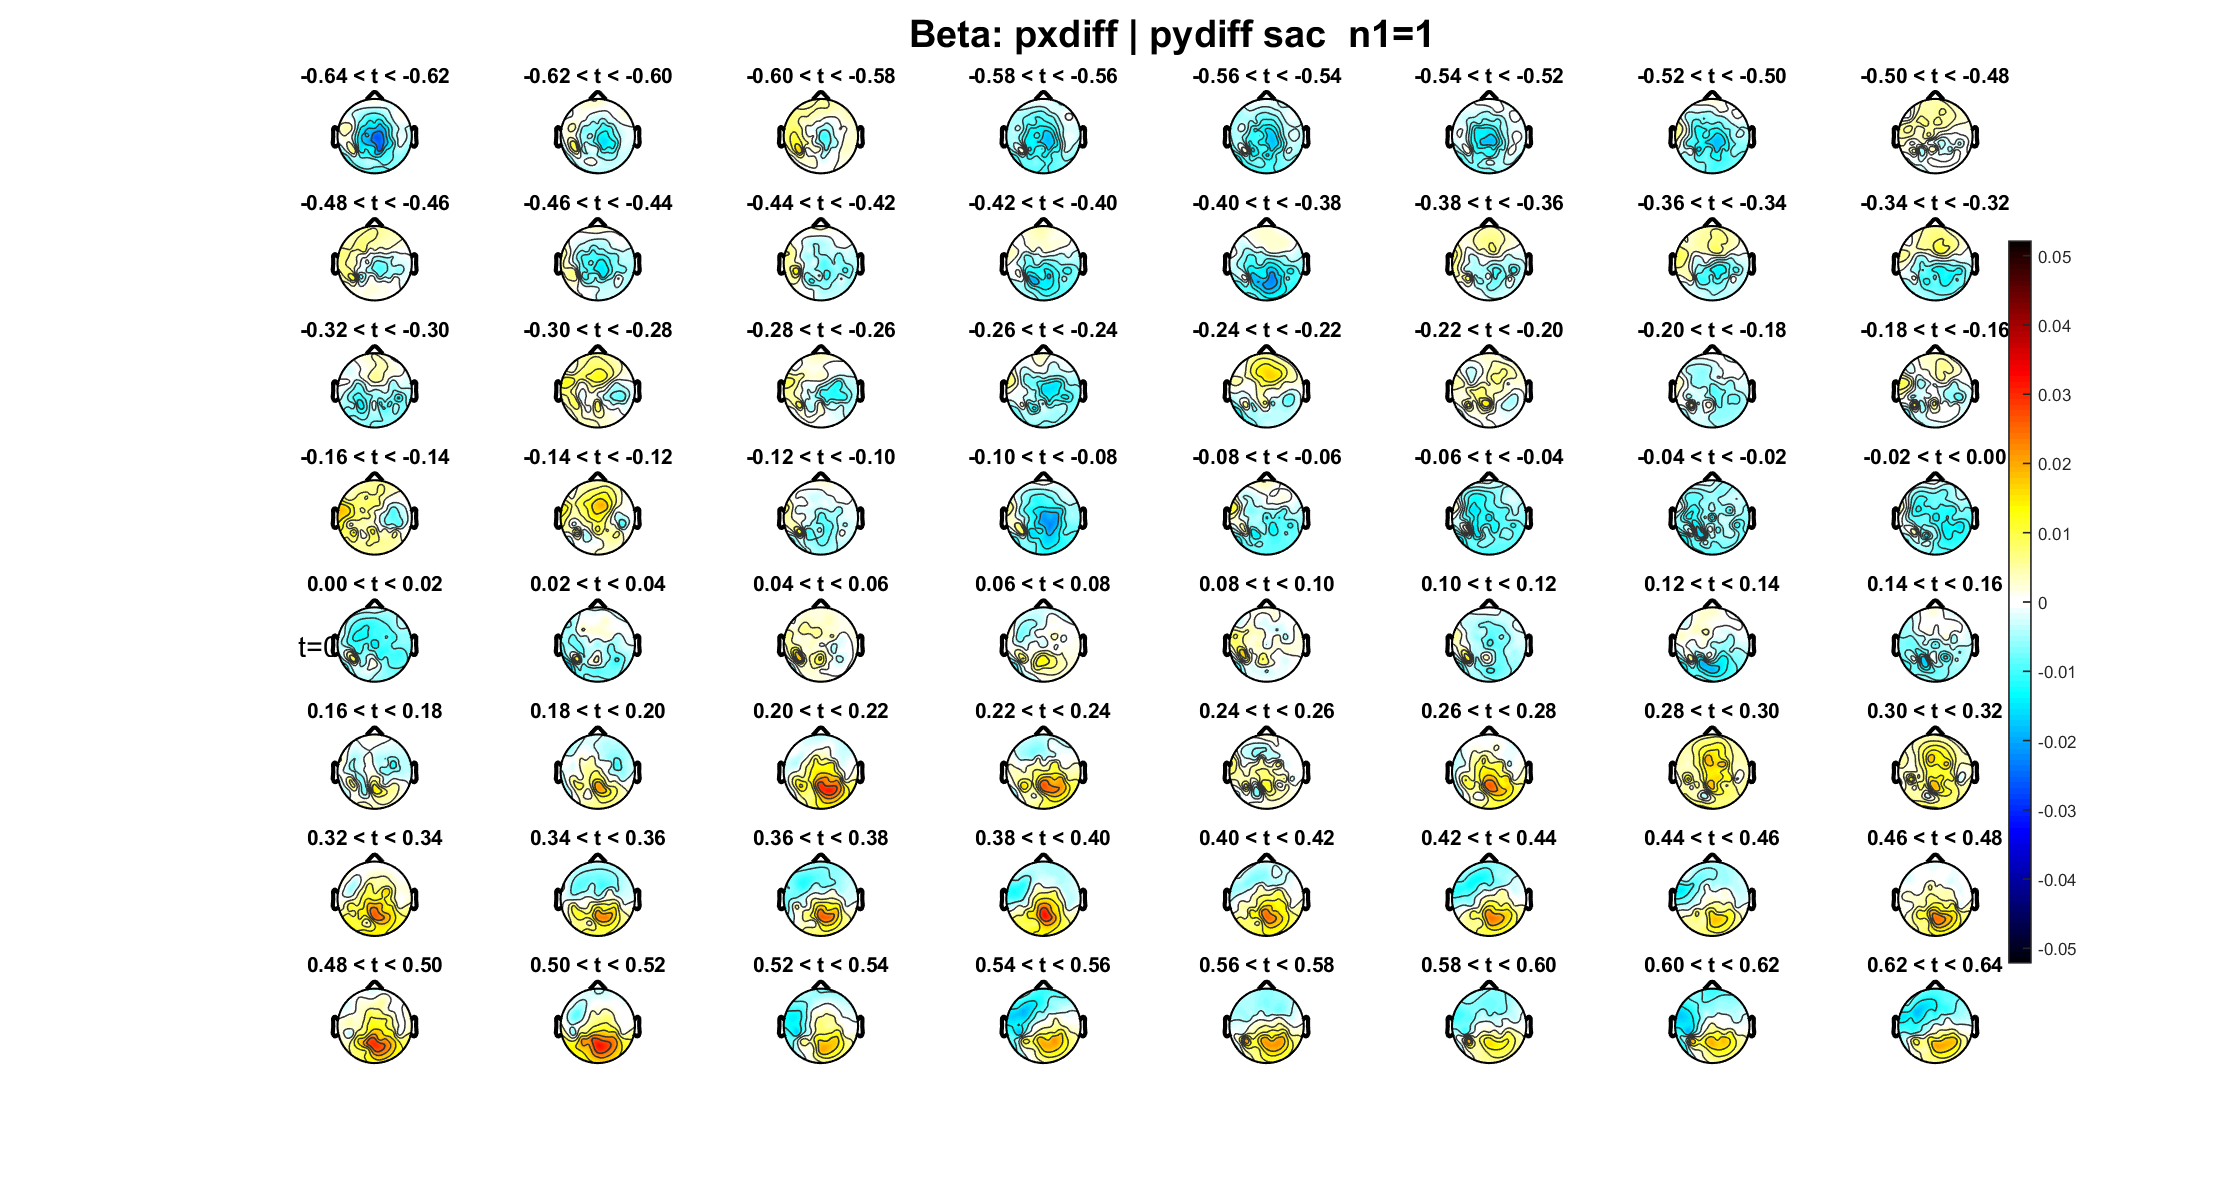 Beta: pxdiff | pydiff sac  n1=1
-0.64 < t < -0.62 -0.62 < t < -0.60 -0.60 < t < -0.58 -0.58 < t < -0.56 -0.56 < t < -0.54 -0.54 < t < -0.52 -0.52 < t < -0.50 -0.50 < t < -0.48
-0.48 < t < -0.46 -0.46 < t < -0.44 -0.44 < t < -0.42 -0.42 < t < -0.40 -0.40 < t < -0.38 -0.38 < t < -0.36 -0.36 < t < -0.34 -0.34 < t < -0.32
-0.32 < t < -0.30 -0.30 < t < -0.28 -0.28 < t < -0.26 -0.26 < t < -0.24 -0.24 < t < -0.22 -0.22 < t < -0.20 -0.20 < t < -0.18 -0.18 < t < -0.16
-0.16 < t < -0.14 -0.14 < t < -0.12 -0.12 < t < -0.10 -0.10 < t < -0.08 -0.08 < t < -0.06 -0.06 < t < -0.04 -0.04 < t < -0.02 -0.02 < t < 0.00
0.00 < t < 0.02 0.02 < t < 0.04 0.04 < t < 0.06 0.06 < t < 0.08 0.08 < t < 0.10 0.10 < t < 0.12 0.12 < t < 0.14 0.14 < t < 0.16
t=0
0.16 < t < 0.18 0.18 < t < 0.20 0.20 < t < 0.22 0.22 < t < 0.24 0.24 < t < 0.26 0.26 < t < 0.28 0.28 < t < 0.30 0.30 < t < 0.32
0.32 < t < 0.34 0.34 < t < 0.36 0.36 < t < 0.38 0.38 < t < 0.40 0.40 < t < 0.42 0.42 < t < 0.44 0.44 < t < 0.46 0.46 < t < 0.48
0.48 < t < 0.50 0.50 < t < 0.52 0.52 < t < 0.54 0.54 < t < 0.56 0.56 < t < 0.58 0.58 < t < 0.60 0.60 < t < 0.62 0.62 < t < 0.64
0.05
0.04
0.03
0.02
0.01
0
-0.01
-0.02
-0.03
-0.04
-0.05